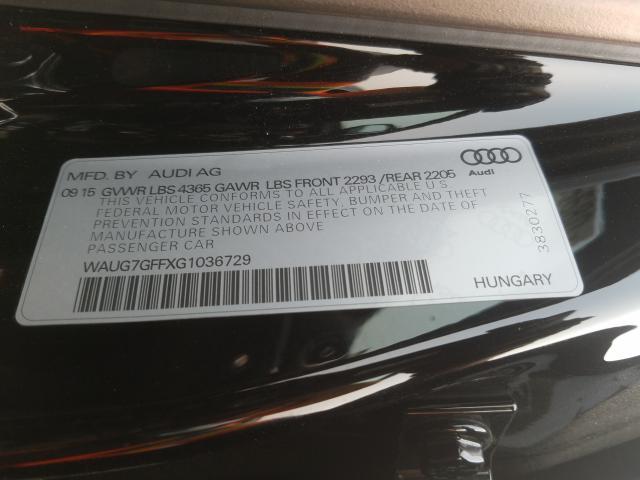 MFD. BY AUDI AG
Audi
09 15 GVWR LBS 4365 GAWR LBS FRONT 2293 /REAR 2205
THIS VEHICLE CONFORMS TO ALL APPLICABLE U.S.
FEDERAL MOTOR VEHICLE SAFETY, BUMPER AND THEFT
PREVENTION STANDARDS IN EFFECT ON THE DATE OF
MANUFACTURE SHOWN ABOVE
PASSENGER CAR
3830277
WAUG7GFFXG1036729
HUNGARY